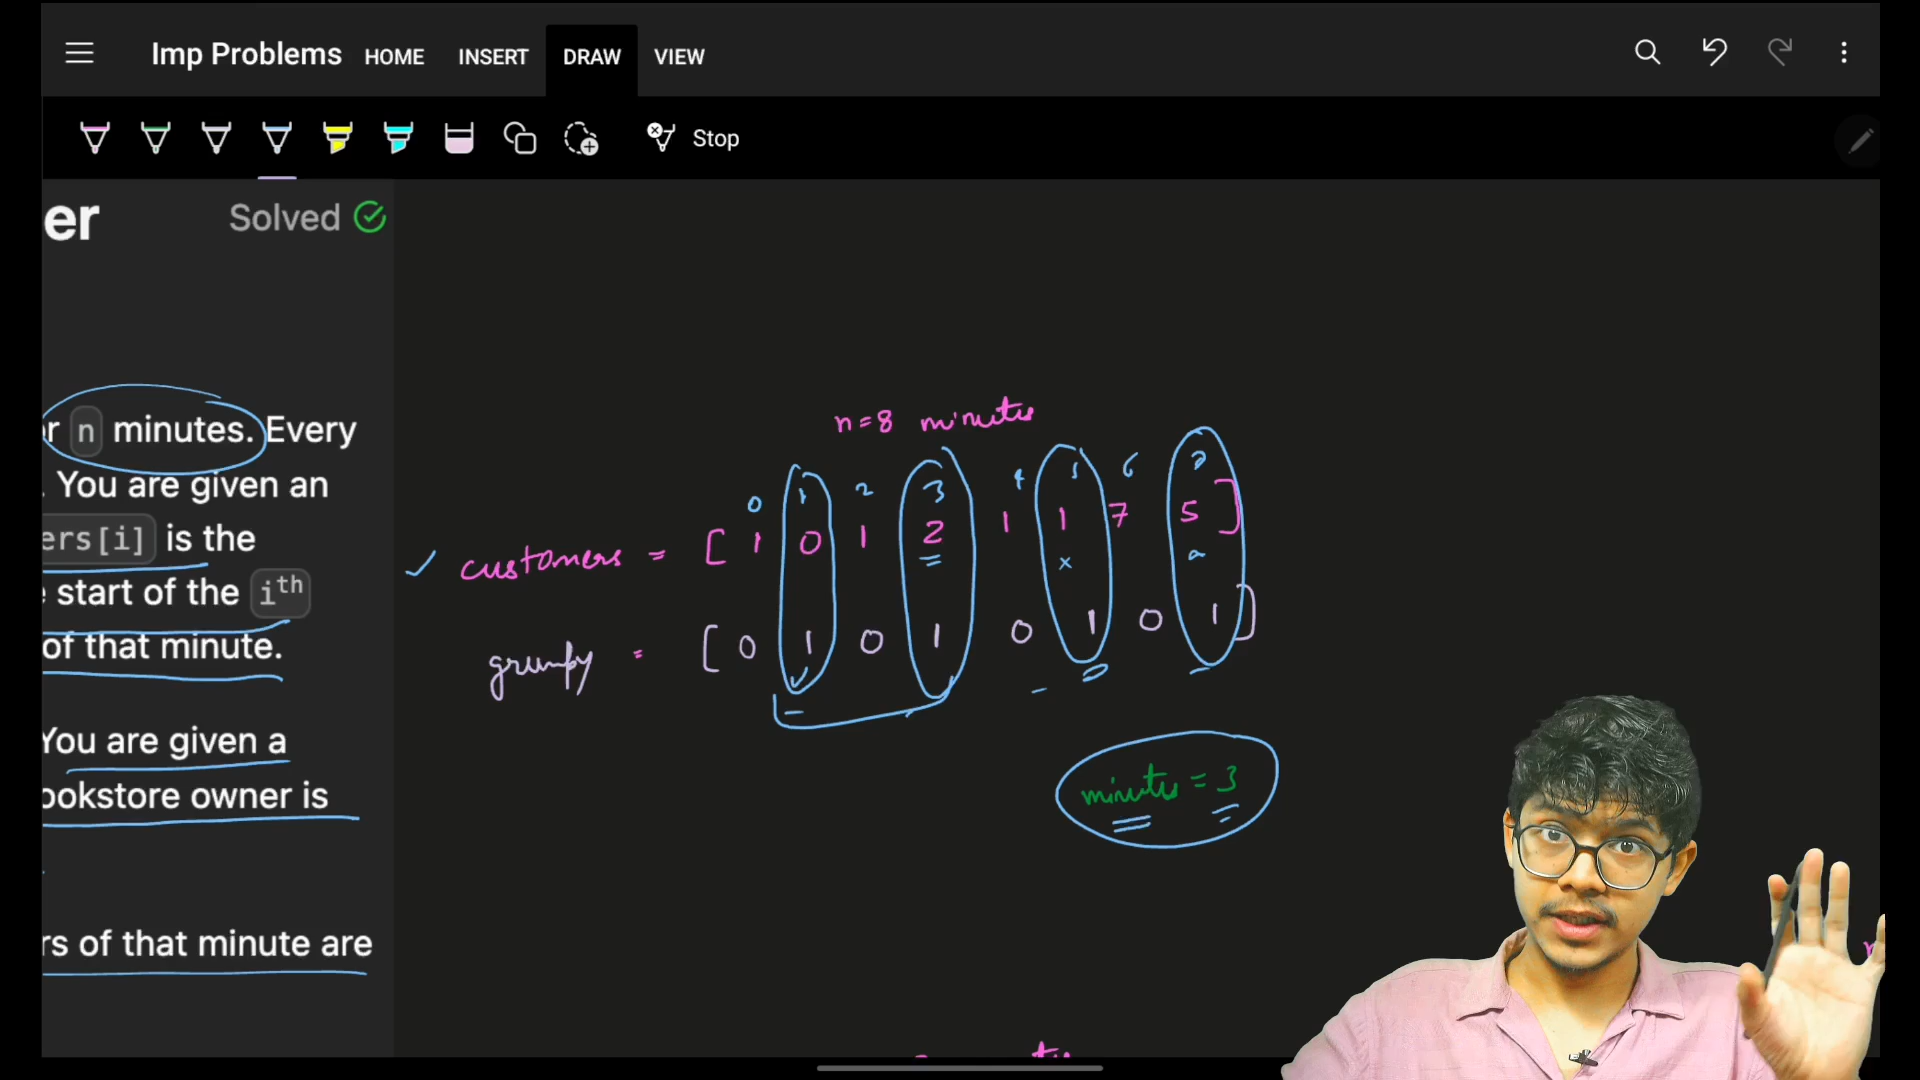 Imp Problems HOME INSERT DRAW VIEW
Stop
er Solved
r n minutes. Every
. You are given an
ers[i] is the
start of the ith
of that minute.
You are given a
ookstore owner is
rs of that minute are
n=8 minutes
0 1 2 3 4 5 6 7
customers = [ 1 0 1 2 1 1 7 5 ]
x
grumpy = [ 0 1 0 1 0 1 0 1 ]
minutes = 3